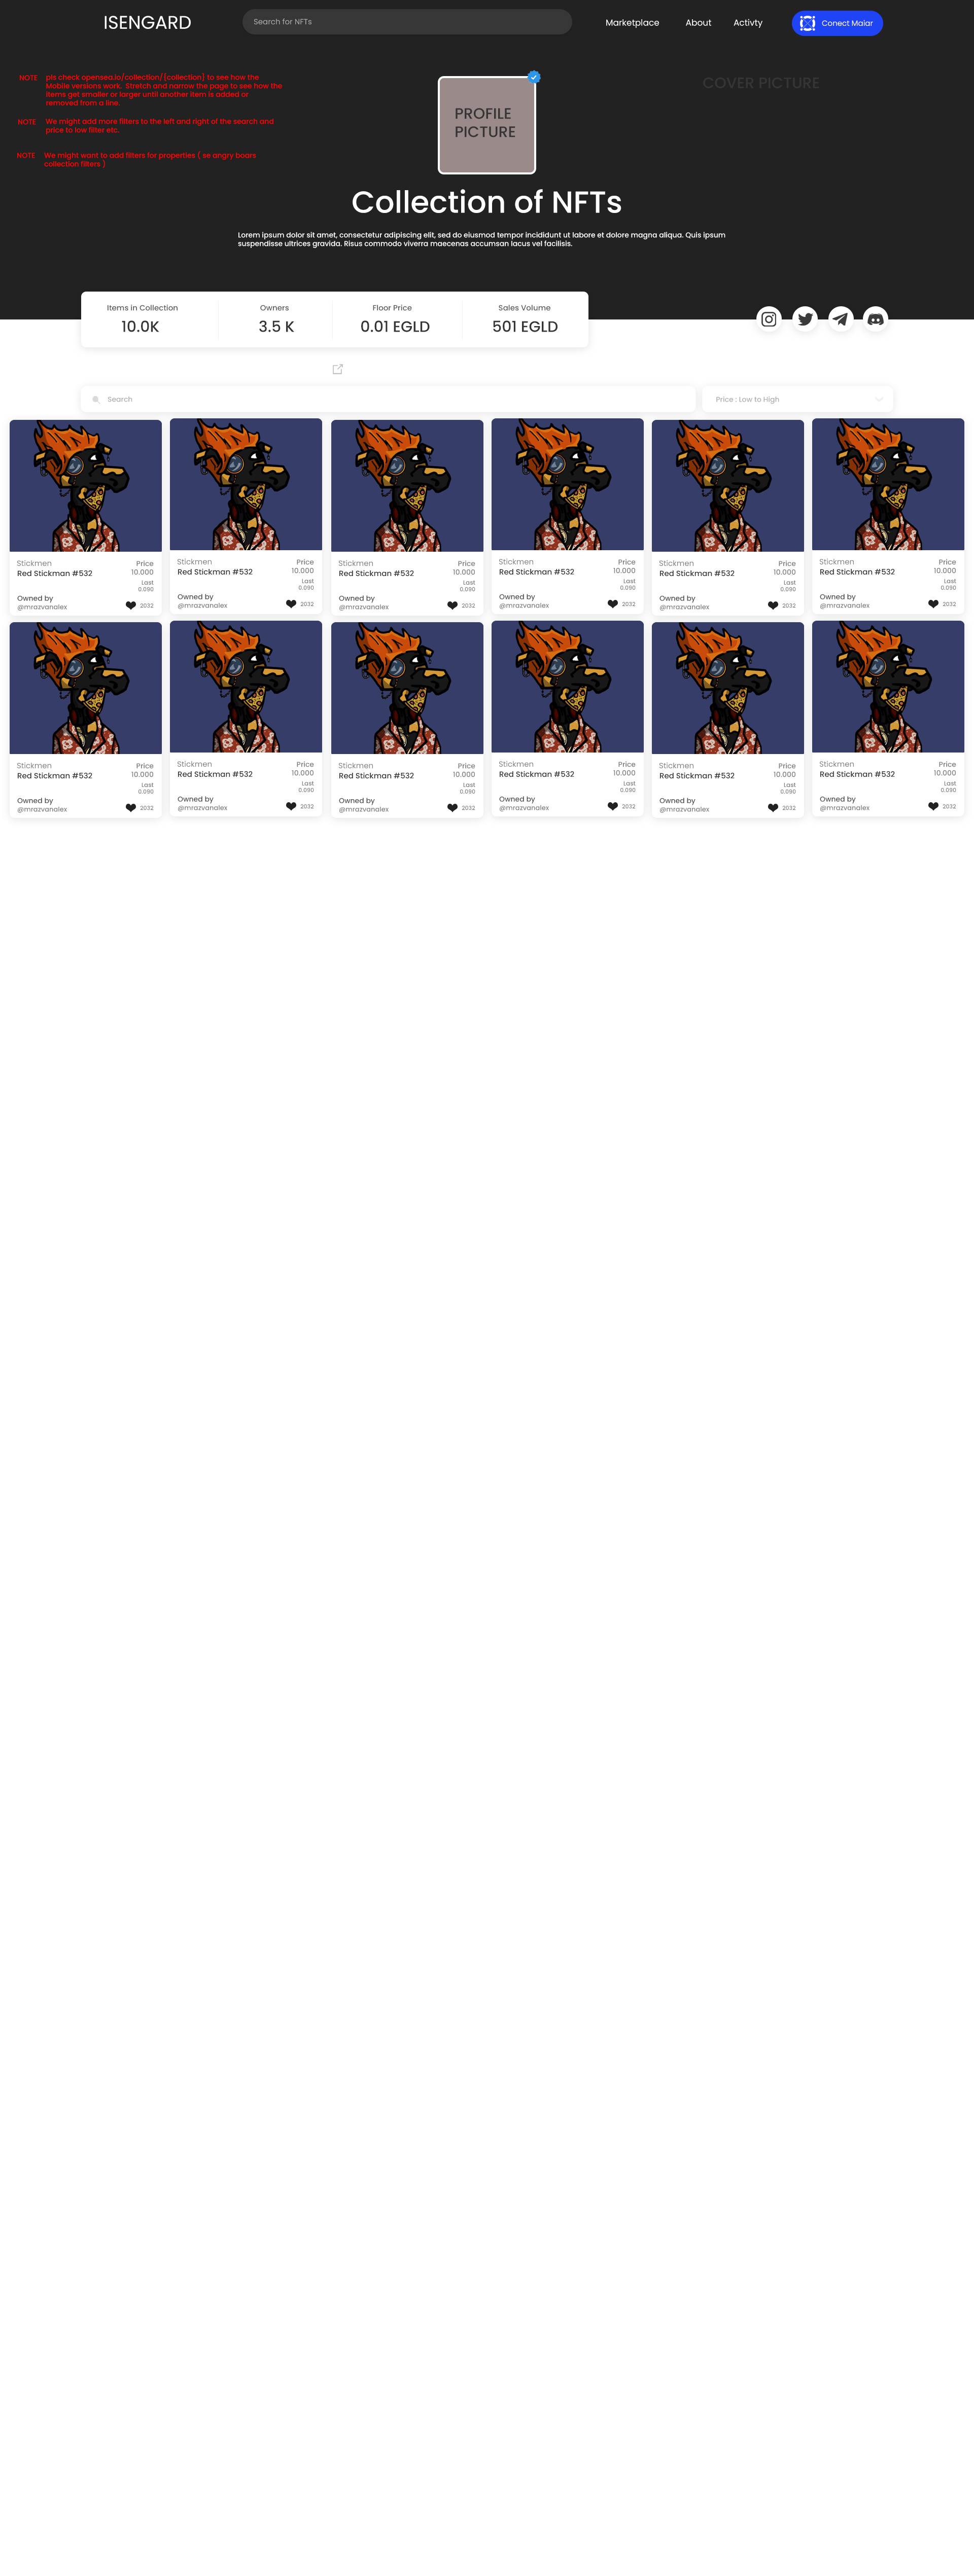 ISENGARD
Search for NFTs
Marketplace
About
Activty
Conect Maiar
NOTE
pls check opensea.io/collection/{collection} to see how the
Mobile versions work. Stretch and narrow the page to see how the
items get smaller or larger until another item is added or
removed from a line.
NOTE
We might add more filters to the left and right of the search and
price to low filter etc.
NOTE
We might want to add filters for properties ( se angry boars
collection filters )
COVER PICTURE
PROFILE
PICTURE
Collection of NFTs
Lorem ipsum dolor sit amet, consectetur adipiscing elit, sed do eiusmod tempor incididunt ut labore et dolore magna aliqua. Quis ipsum
suspendisse ultrices gravida. Risus commodo viverra maecenas accumsan lacus vel facilisis.
Items in Collection
10.0K
Owners
3.5 K
Floor Price
0.01 EGLD
Sales Volume
501 EGLD
Search
Price : Low to High
Stickmen
Price
Red Stickman #532
10.000
Last
0.090
Owned by
@mrazvanalex
2032
Stickmen
Price
Red Stickman #532
10.000
Last
0.090
Owned by
@mrazvanalex
2032
Stickmen
Price
Red Stickman #532
10.000
Last
0.090
Owned by
@mrazvanalex
2032
Stickmen
Price
Red Stickman #532
10.000
Last
0.090
Owned by
@mrazvanalex
2032
Stickmen
Price
Red Stickman #532
10.000
Last
0.090
Owned by
@mrazvanalex
2032
Stickmen
Price
Red Stickman #532
10.000
Last
0.090
Owned by
@mrazvanalex
2032
Stickmen
Price
Red Stickman #532
10.000
Last
0.090
Owned by
@mrazvanalex
2032
Stickmen
Price
Red Stickman #532
10.000
Last
0.090
Owned by
@mrazvanalex
2032
Stickmen
Price
Red Stickman #532
10.000
Last
0.090
Owned by
@mrazvanalex
2032
Stickmen
Price
Red Stickman #532
10.000
Last
0.090
Owned by
@mrazvanalex
2032
Stickmen
Price
Red Stickman #532
10.000
Last
0.090
Owned by
@mrazvanalex
2032
Stickmen
Price
Red Stickman #532
10.000
Last
0.090
Owned by
@mrazvanalex
2032